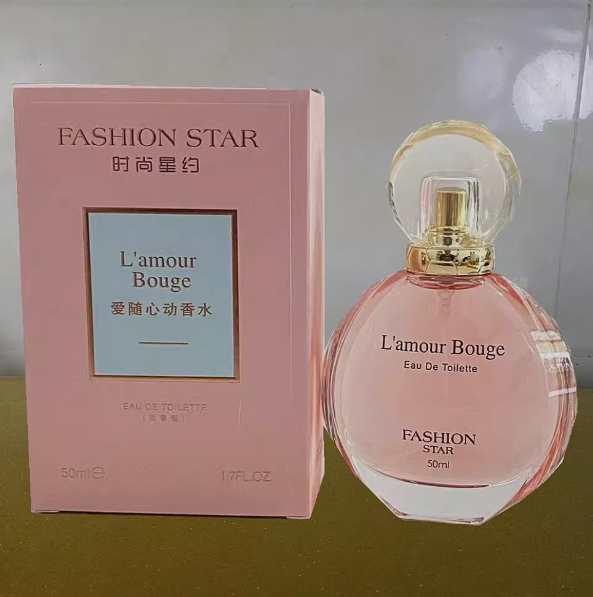 FASHION STAR
时尚星约
L'amour
Bouge
爱随心动香水
EAU DE TOILETTE
50ml℮
1.7FL.OZ.
L'amour Bouge
Eau De Toilette
FASHION
STAR
50ml